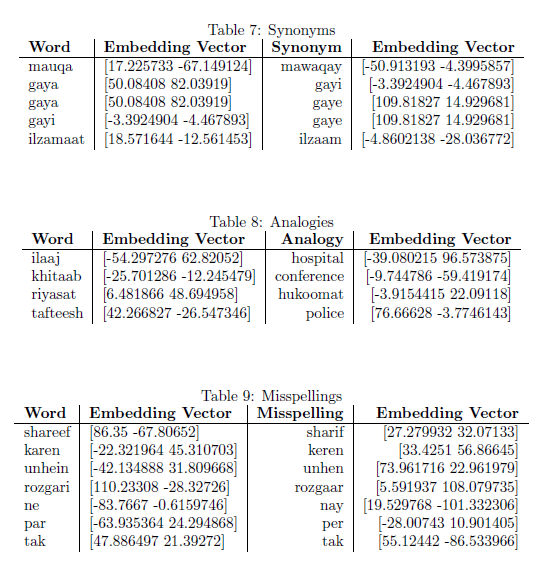 Table 7: Synonyms
Word Embedding Vector Synonym Embedding Vector
mauqa [17.225733 -67.149124] mawaqay [-50.913193 -4.3995857]
gaya [50.08408 82.03919] gayi [-3.3924904 -4.467893]
gaya [50.08408 82.03919] gaye [109.81827 14.929681]
gayi [-3.3924904 -4.467893] gaye [109.81827 14.929681]
ilzamaat [18.571644 -12.561453] ilzaam [-4.8602138 -28.036772]
Table 8: Analogies
Word Embedding Vector Analogy Embedding Vector
ilaaj [-54.297276 62.82052] hospital [-39.080215 96.573875]
khitaab [-25.701286 -12.245479] conference [-9.744786 -59.419174]
riyasat [6.481866 48.694958] hukoomat [-3.9154415 22.09118]
tafteesh [42.266827 -26.547346] police [76.66628 -3.7746143]
Table 9: Misspellings
Word Embedding Vector Misspelling Embedding Vector
shareef [86.35 -67.80652] sharif [27.279932 32.07133]
karen [-22.321964 45.310703] keren [33.4251 56.86645]
unhein [-42.134888 31.809668] unhen [73.961716 22.961979]
rozgari [110.23308 -28.32726] rozgaar [5.591937 108.079735]
ne [-83.7667 -0.6159746] nay [19.529768 -101.332306]
par [-63.935364 24.294868] per [-28.00743 10.901405]
tak [47.886497 21.39272] tak [55.12442 -86.533966]